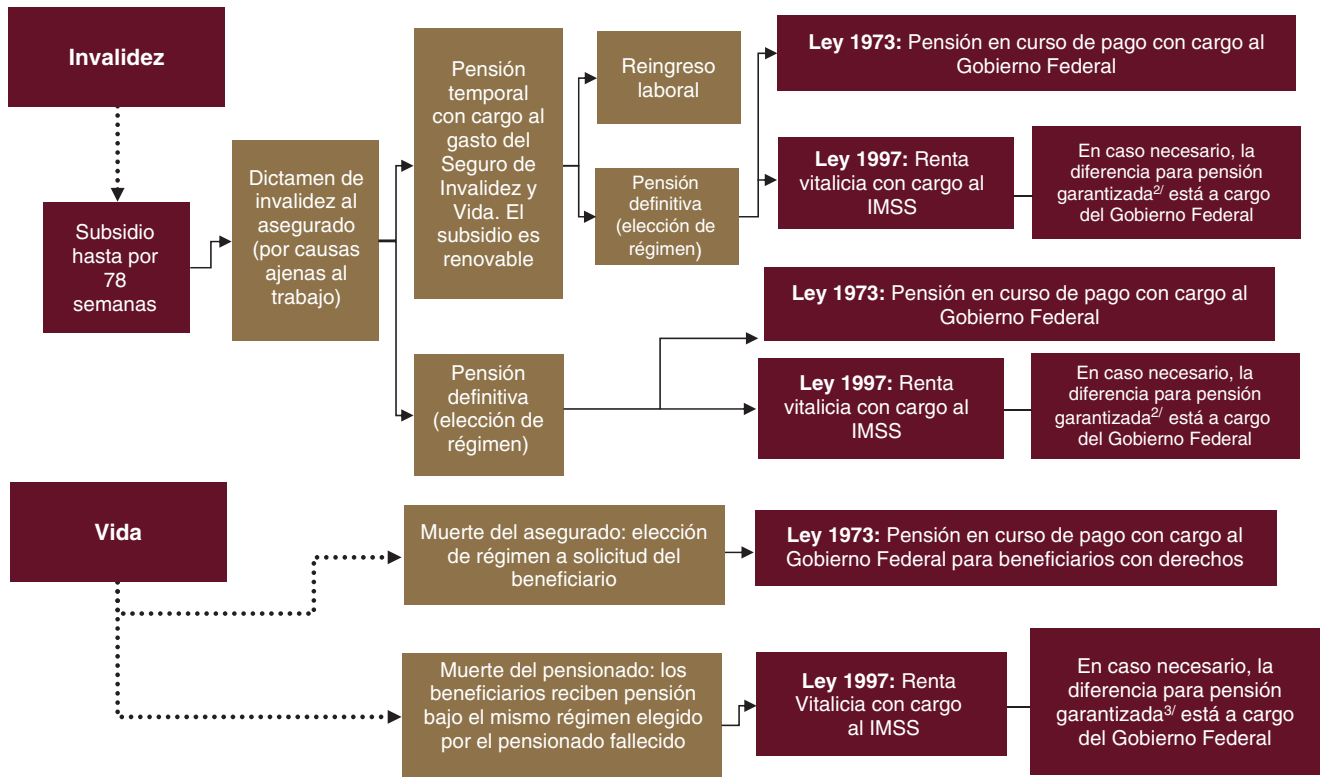 Invalidez
Subsidio
hasta por
78
semanas
Dictamen de
invalidez al
asegurado
(por causas
ajenas al
trabajo)
Pensión
temporal
con cargo al
gasto del
Seguro de
Invalidez y
Vida. El
subsidio es
renovable
Reingreso
laboral
Pensión
definitiva
(elección de
régimen)
Ley 1973: Pensión en curso de pago con cargo al
Gobierno Federal
Ley 1997: Renta
vitalicia con cargo al
IMSS
En caso necesario, la
diferencia para pensión
garantizada2/ está a cargo
del Gobierno Federal
Pensión
definitiva
(elección de
régimen)
Ley 1973: Pensión en curso de pago con cargo al
Gobierno Federal
Ley 1997: Renta
vitalicia con cargo al
IMSS
En caso necesario, la
diferencia para pensión
garantizada2/ está a cargo
del Gobierno Federal
Vida
Muerte del asegurado: elección
de régimen a solicitud del
beneficiario
Ley 1973: Pensión en curso de pago con cargo al
Gobierno Federal para beneficiarios con derechos
Muerte del pensionado: los
beneficiarios reciben pensión
bajo el mismo régimen elegido
por el pensionado fallecido
Ley 1997: Renta
Vitalicia con cargo
al IMSS
En caso necesario, la
diferencia para pensión
garantizada3/ está a cargo
del Gobierno Federal